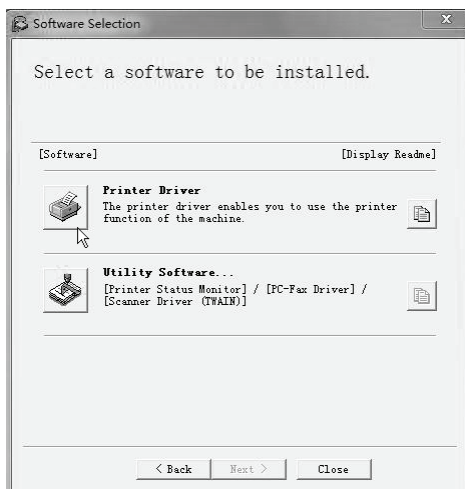 Software Selection
Select a software to be installed.
[Software] [Display Readme]
Printer Driver
The printer driver enables you to use the printer
function of the machine.
Utility Software...
[Printer Status Monitor] / [PC-Fax Driver] /
[Scanner Driver (TWAIN)]
< Back Next > Close